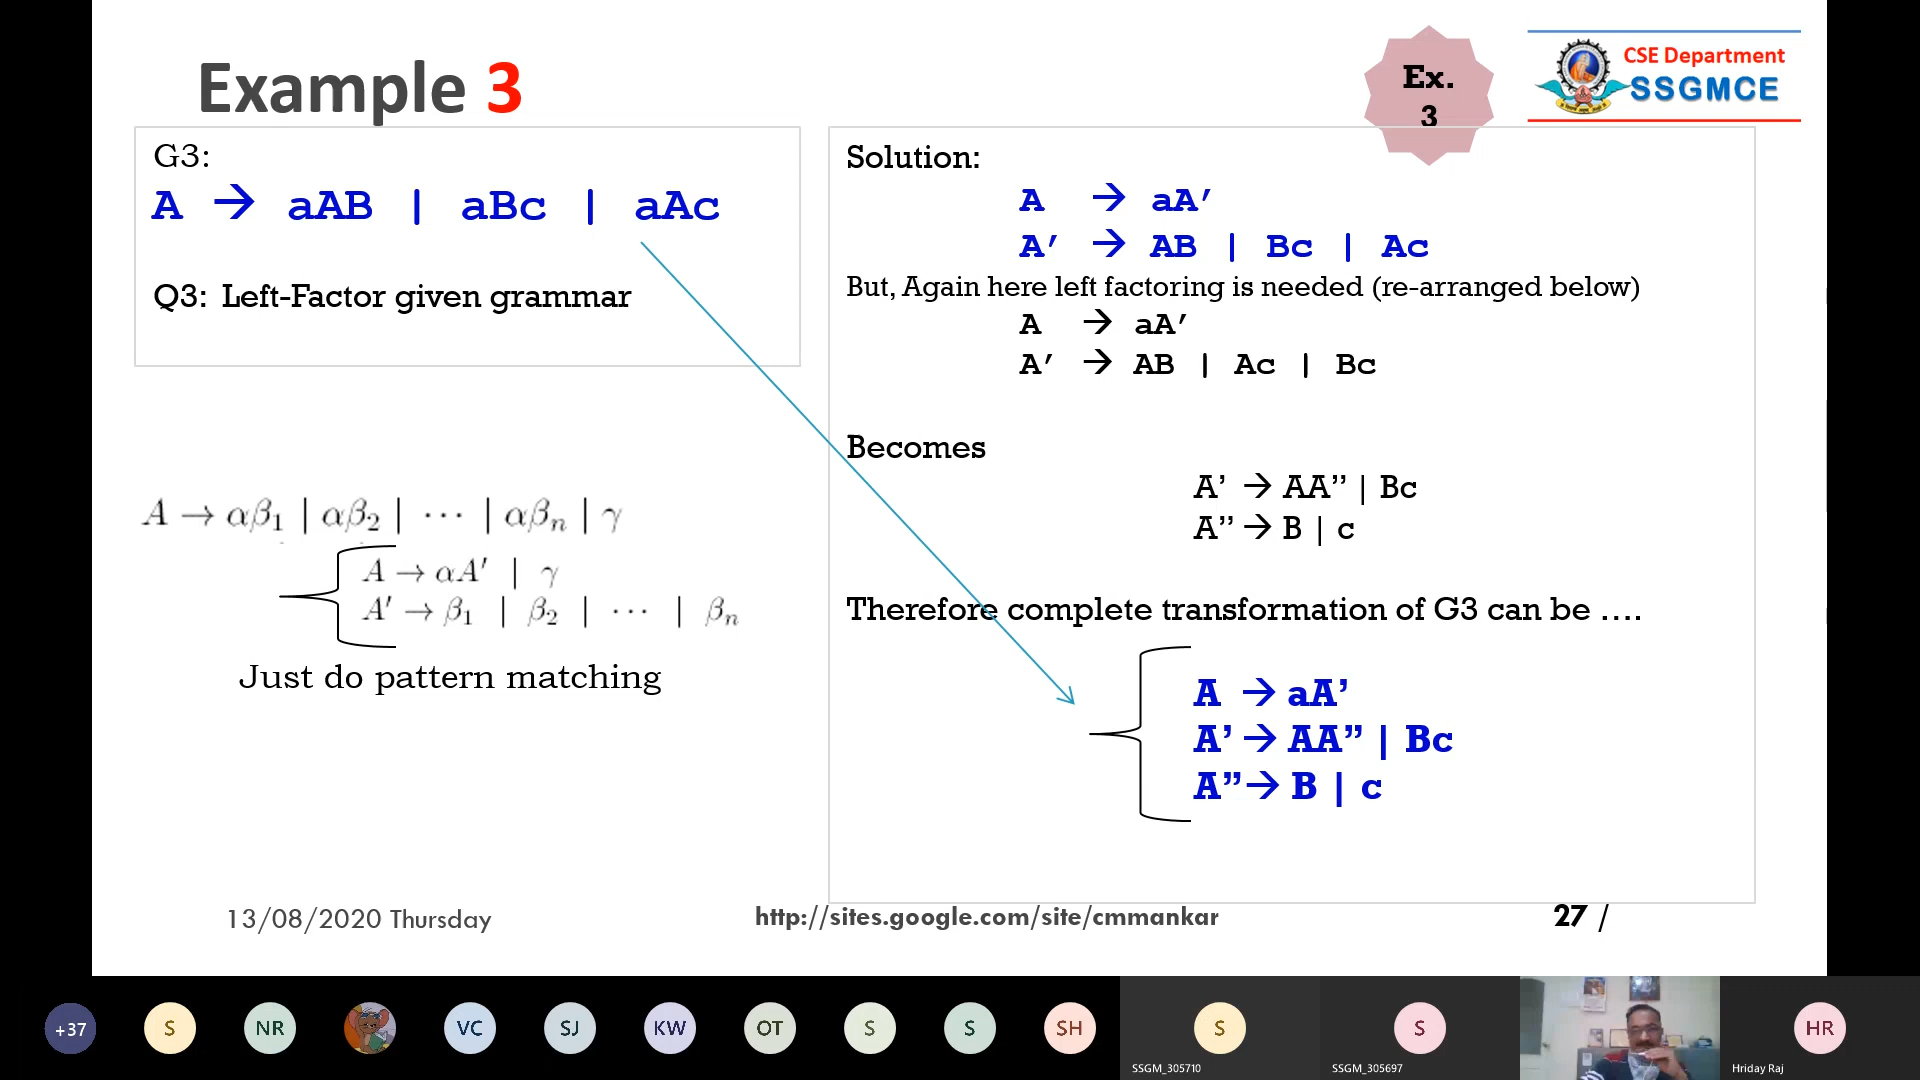 Example 3
Ex.
3
CSE Department
SSGMCE
G3:
A → aAB | aBc | aAc
Q3: Left-Factor given grammar
A → αβ₁ | αβ₂ | ··· | αβₙ | γ
A → αA′ | γ
A′ → β₁ | β₂ | ··· | βₙ
Just do pattern matching
Solution:
A → aA′
A′ → AB | Bc | Ac
But, Again here left factoring is needed (re-arranged below)
A → aA′
A′ → AB | Ac | Bc
Becomes
A’ → AA” | Bc
A” → B | c
Therefore complete transformation of G3 can be ....
A → aA’
A’ → AA” | Bc
A” → B | c
13/08/2020 Thursday
http://sites.google.com/site/cmmankar
27 /
+37
S
NR
VC
SJ
KW
OT
S
S
SH
S
SSGM_305710
S
SSGM_305697
HR
Hriday Raj